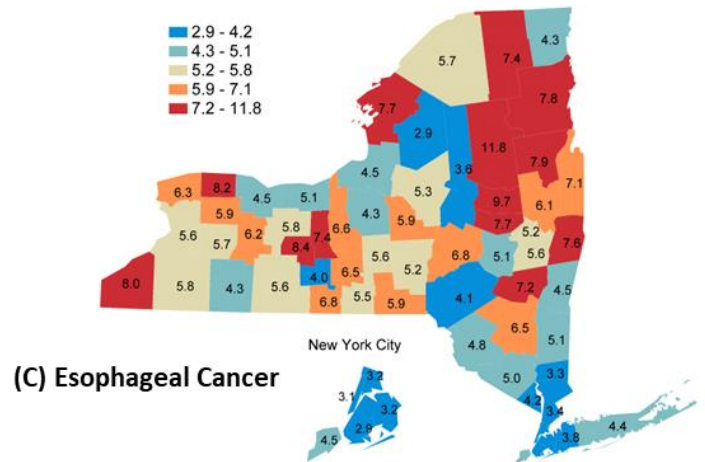 2.9 - 4.2
4.3 - 5.1
5.2 - 5.8
5.9 - 7.1
7.2 - 11.8
5.7 7.4 4.3
7.7 7.8
2.9
3.6 11.8
7.9
4.5 7.1
5.3
6.3 8.2 4.5 5.1 4.3 9.7 6.1
5.9 5.8 6.6 5.9 7.7
5.6 5.7 6.2 8.4 7.4 6.8 5.1 5.2 7.6
5.6 5.2 5.6
8.0 5.8 4.3 5.6 4.0 6.5 4.1 7.2 4.5
6.8 5.5 5.9
6.5
4.8 5.1
New York City
5.0 3.3
(C) Esophageal Cancer
3.2
3.1 3.2
4.2 3.4
4.5 2.9
3.8 4.4